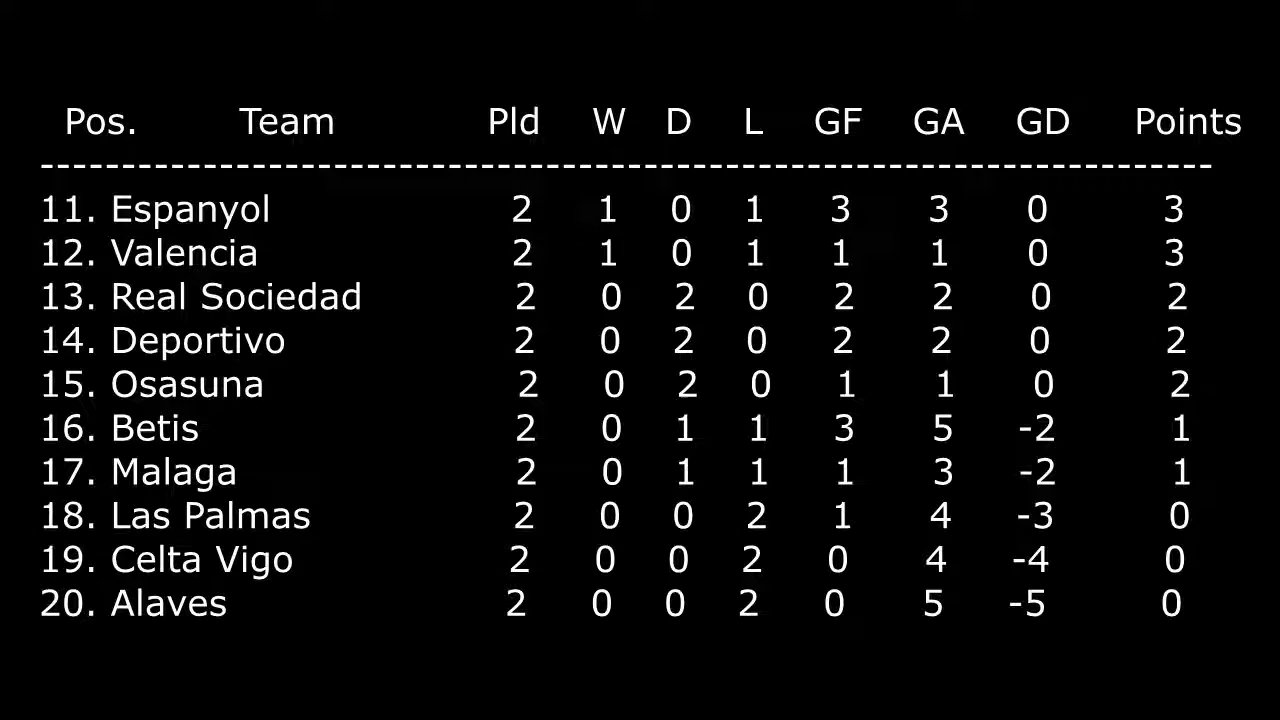 Pos. Team Pld W D L GF GA GD Points
--------------------------------------------------------------------------------
11. Espanyol 2 1 0 1 3 3 0 3
12. Valencia 2 1 0 1 1 1 0 3
13. Real Sociedad 2 0 2 0 2 2 0 2
14. Deportivo 2 0 2 0 2 2 0 2
15. Osasuna 2 0 2 0 1 1 0 2
16. Betis 2 0 1 1 3 5 -2 1
17. Malaga 2 0 1 1 1 3 -2 1
18. Las Palmas 2 0 0 2 1 4 -3 0
19. Celta Vigo 2 0 0 2 0 4 -4 0
20. Alaves 2 0 0 2 0 5 -5 0